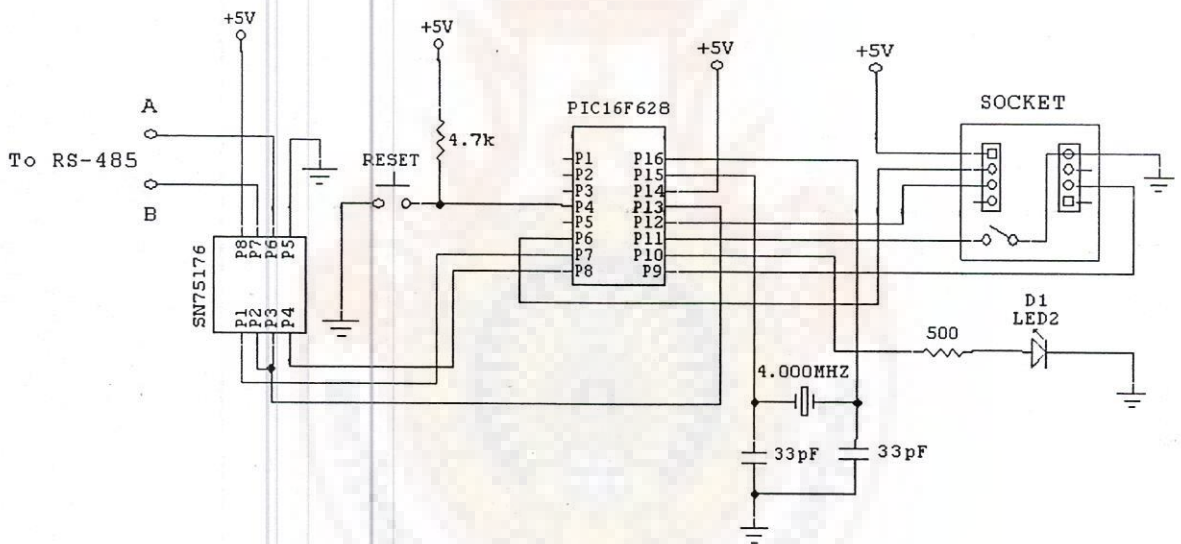 +5V
+5V
+5V
+5V
PIC16F628
SOCKET
A
To RS-485
B
RESET
4.7k
P1 P16
P2 P15
P3 P14
P4 P13
P5 P12
P6 P11
P7 P10
P8 P9
P8 P7 P6 P5
SN75176
P1 P2 P3 P4
D1
LED2
500
4.000MHZ
33pF
33pF